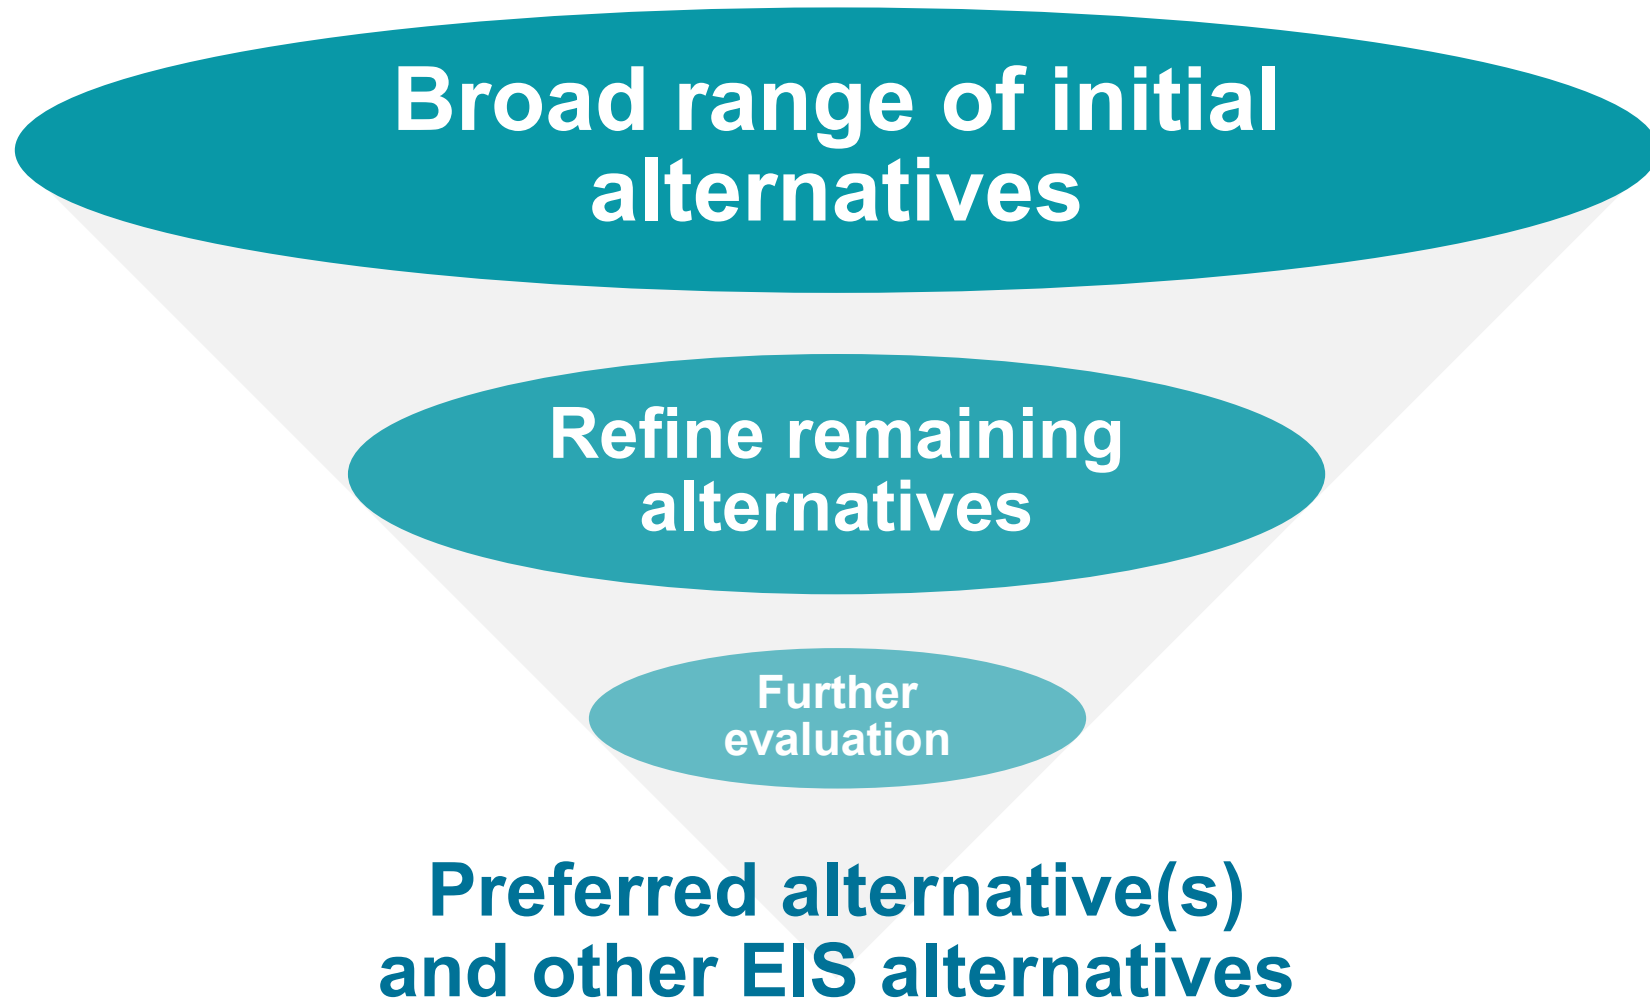 Broad range of initial
alternatives
Refine remaining
alternatives
Further
evaluation
Preferred alternative(s)
and other EIS alternatives